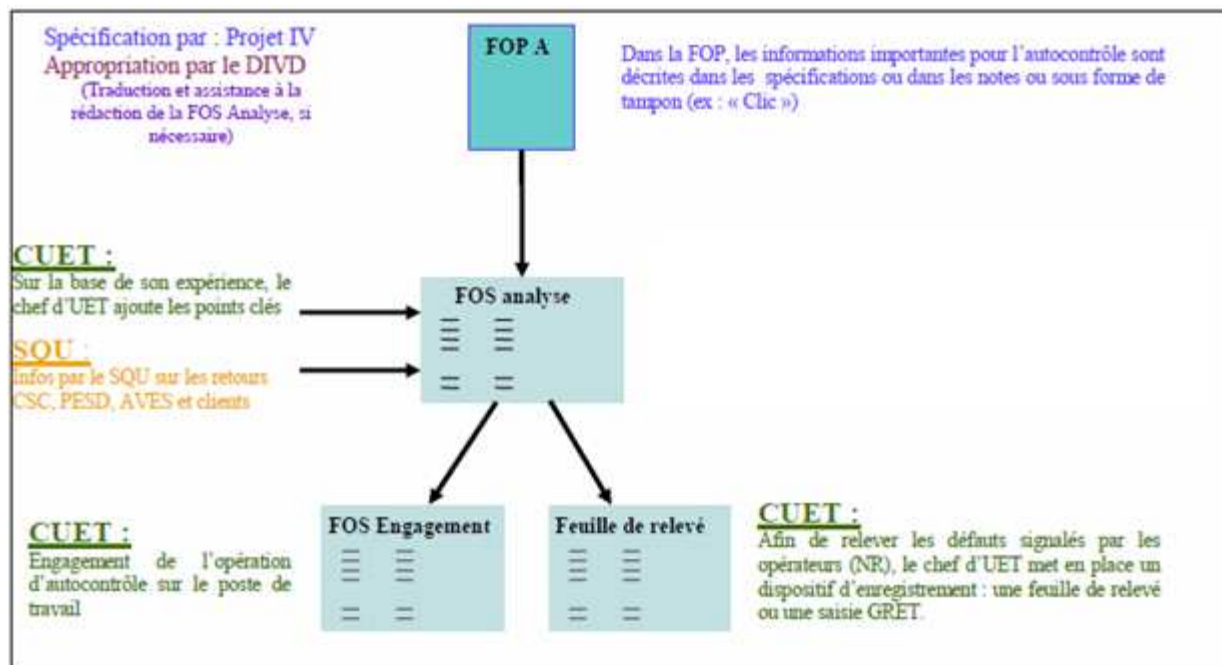 Spécification par : Projet IV
Appropriation par le DIVD
(Traduction et assistance à la
rédaction de la FOS Analyse, si
nécessaire)
FOP A
Dans la FOP, les informations importantes pour l'autocontrôle sont
décrites dans les spécifications ou dans les notes ou sous forme de
tampon (ex : « Clic »)
CUET :
Sur la base de son expérience, le
chef d'UET ajoute les points clés
SQU :
Infos par le SQU sur les retours
CSC, PESD, AVES et clients
FOS analyse
CUET :
Engagement de l'opération
d'autocontrôle sur le poste de
travail
FOS Engagement
Feuille de relevé
CUET :
Afin de relever les défauts signalés par les
opérateurs (NR), le chef d'UET met en place un
dispositif d'enregistrement : une feuille de relevé
ou une saisie GRET.